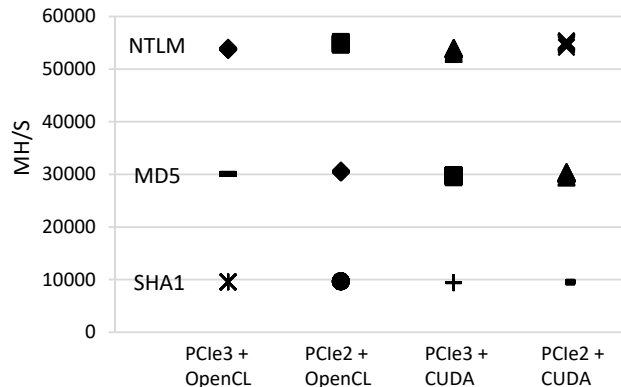 60000
NTLM
50000
40000
MH/S
30000
MD5
20000
10000
SHA1
0
PCIe3 +
OpenCL
PCIe2 +
OpenCL
PCIe3 +
CUDA
PCIe2 +
CUDA